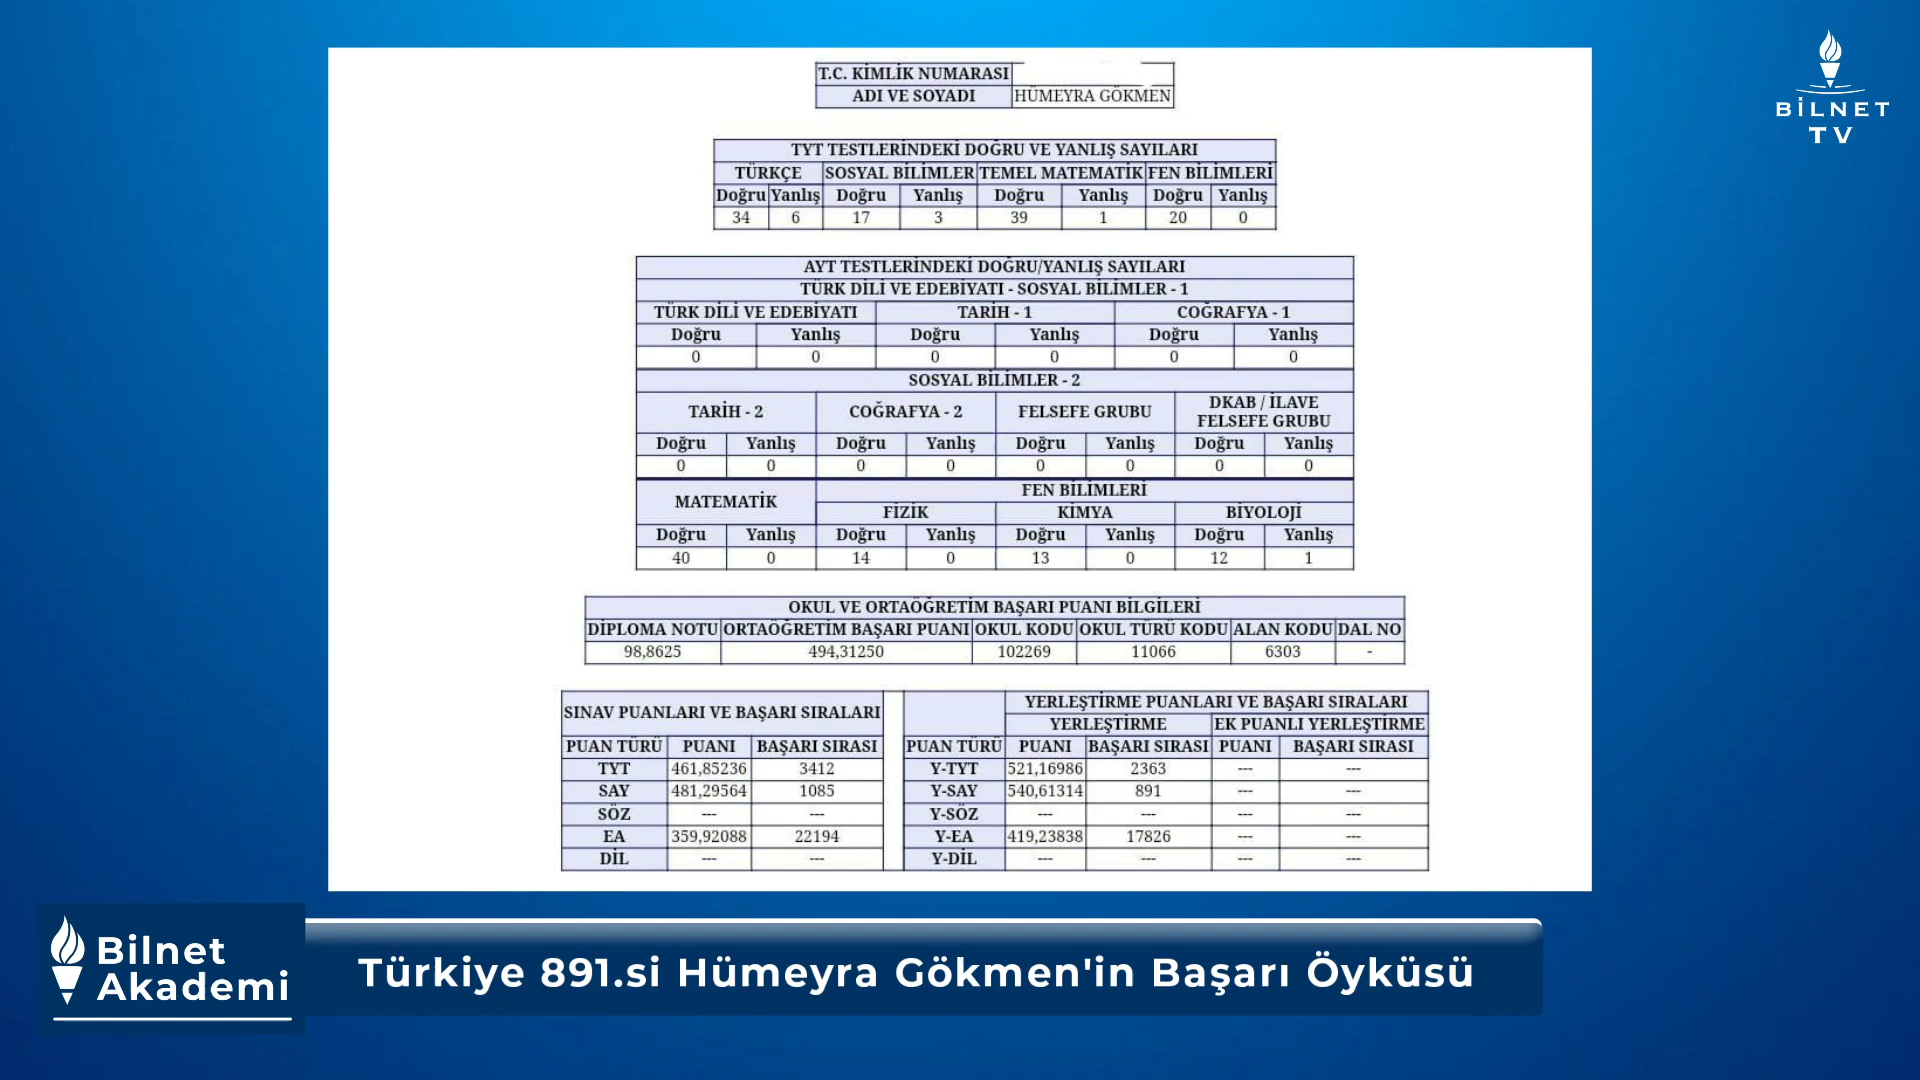 BİLNET
TV
T.C. KİMLİK NUMARASI
ADI VE SOYADI HÜMEYRA GÖKMEN
TYT TESTLERİNDEKİ DOĞRU VE YANLIŞ SAYILARI
TÜRKÇE SOSYAL BİLİMLER TEMEL MATEMATİK FEN BİLİMLERİ
Doğru Yanlış Doğru Yanlış Doğru Yanlış Doğru Yanlış
34 6 17 3 39 1 20 0
AYT TESTLERİNDEKİ DOĞRU/YANLIŞ SAYILARI
TÜRK DİLİ VE EDEBİYATI - SOSYAL BİLİMLER - 1
TÜRK DİLİ VE EDEBİYATI TARİH - 1 COĞRAFYA - 1
Doğru Yanlış Doğru Yanlış Doğru Yanlış
0 0 0 0 0 0
SOSYAL BİLİMLER - 2
TARİH - 2 COĞRAFYA - 2 FELSEFE GRUBU DKAB / İLAVE
FELSEFE GRUBU
Doğru Yanlış Doğru Yanlış Doğru Yanlış Doğru Yanlış
0 0 0 0 0 0 0 0
MATEMATİK FEN BİLİMLERİ
FİZİK KİMYA BİYOLOJİ
Doğru Yanlış Doğru Yanlış Doğru Yanlış Doğru Yanlış
40 0 14 0 13 0 12 1
OKUL VE ORTAÖĞRETİM BAŞARI PUANI BİLGİLERİ
DİPLOMA NOTU ORTAÖĞRETİM BAŞARI PUANI OKUL KODU OKUL TÜRÜ KODU ALAN KODU DAL NO
98,8625 494,31250 102269 11066 6303 -
SINAV PUANLARI VE BAŞARI SIRALARI
PUAN TÜRÜ PUANI BAŞARI SIRASI
TYT 461,85236 3412
SAY 481,29564 1085
SÖZ --- ---
EA 359,92088 22194
DİL --- ---
YERLEŞTİRME PUANLARI VE BAŞARI SIRALARI
YERLEŞTİRME EK PUANLI YERLEŞTİRME
PUAN TÜRÜ PUANI BAŞARI SIRASI PUANI BAŞARI SIRASI
Y-TYT 521,16986 2363 --- ---
Y-SAY 540,61314 891 --- ---
Y-SÖZ --- --- --- ---
Y-EA 419,23838 17826 --- ---
Y-DİL --- --- --- ---
Bilnet
Akademi
Türkiye 891.si Hümeyra Gökmen'in Başarı Öyküsü